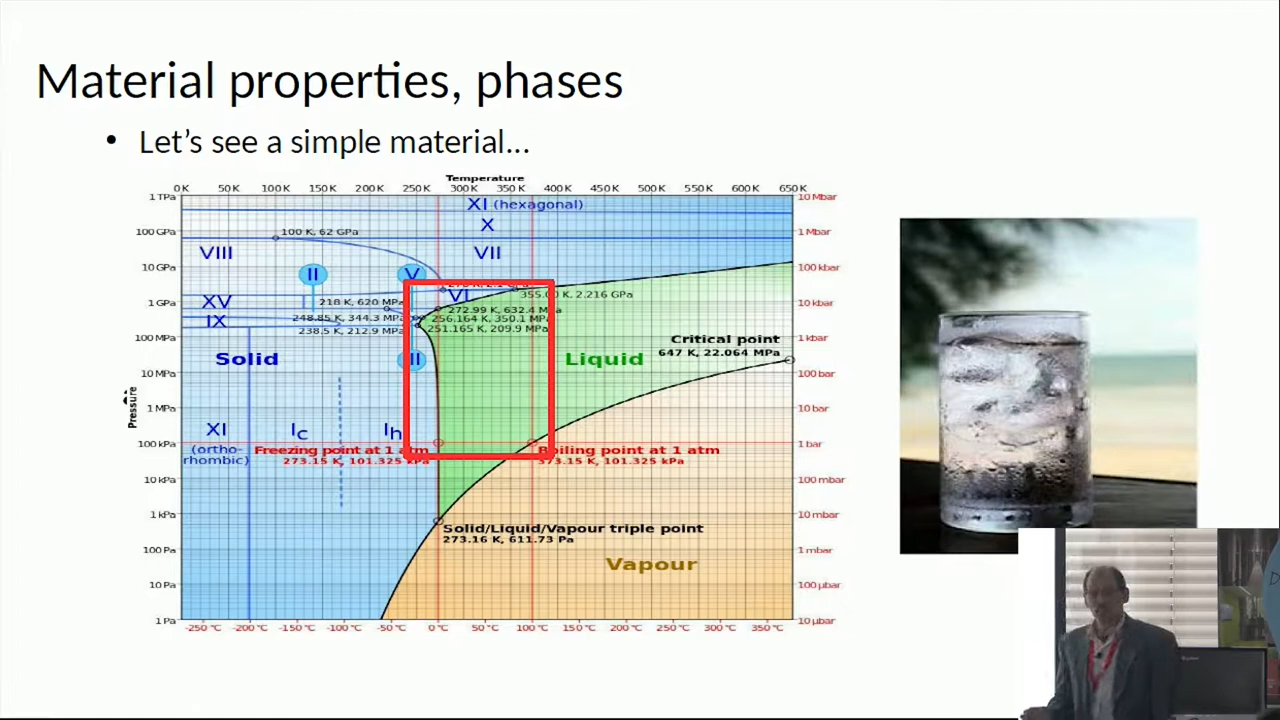 Material properties, phases
• Let's see a simple material...
Temperature
0 K 50 K 100 K 150 K 200 K 250 K 300 K 350 K 400 K 450 K 500 K 550 K 600 K 650 K
1 TPa
10 Mbar
XI (hexagonal)
X
100 K, 62 GPa
100 GPa
1 Mbar
VIII
VII
10 GPa
100 kbar
II
V
VI
355.00 K, 2.216 GPa
1 GPa
10 kbar
XV
218 K, 620 MPa
272.99 K, 632.4 MPa
IX
248.85 K, 344.3 MPa
256.164 K, 350.1 MPa
238.5 K, 212.9 MPa
251.165 K, 209.9 MPa
100 MPa
1 kbar
Critical point
647 K, 22.064 MPa
Solid
III
Liquid
10 MPa
100 bar
Pressure
1 MPa
10 bar
XI
(ortho-
rhombic)
Ic
Ih
100 kPa
1 bar
Freezing point at 1 atm
273.15 K, 101.325 kPa
Boiling point at 1 atm
373.15 K, 101.325 kPa
10 kPa
100 mbar
1 kPa
10 mbar
Solid/Liquid/Vapour triple point
273.16 K, 611.73 Pa
100 Pa
1 mbar
Vapour
10 Pa
100 µbar
1 Pa
10 µbar
-250 °C -200 °C -150 °C -100 °C -50 °C 0 °C 50 °C 100 °C 150 °C 200 °C 250 °C 300 °C 350 °C